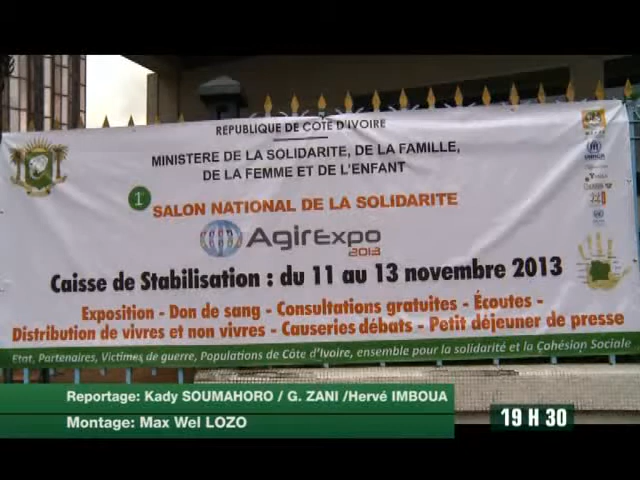 REPUBLIQUE DE CÔTE D'IVOIRE
MINISTERE DE LA SOLIDARITE, DE LA FAMILLE,
DE LA FEMME ET DE L'ENFANT
1
SALON NATIONAL DE LA SOLIDARITE
AgirExpo
2013
Caisse de Stabilisation : du 11 au 13 novembre 2013
Exposition - Don de sang - Consultations gratuites - Écoutes -
Distribution de vivres et non vivres - Causeries débats - Petit déjeuner de presse
Etat, Partenaires, Victimes de guerre, Populations de Côte d'Ivoire, ensemble pour la solidarité et la Cohésion Sociale
Reportage: Kady SOUMAHORO / G. ZANI /Hervé IMBOUA
Montage: Max Wel LOZO
19 H 30